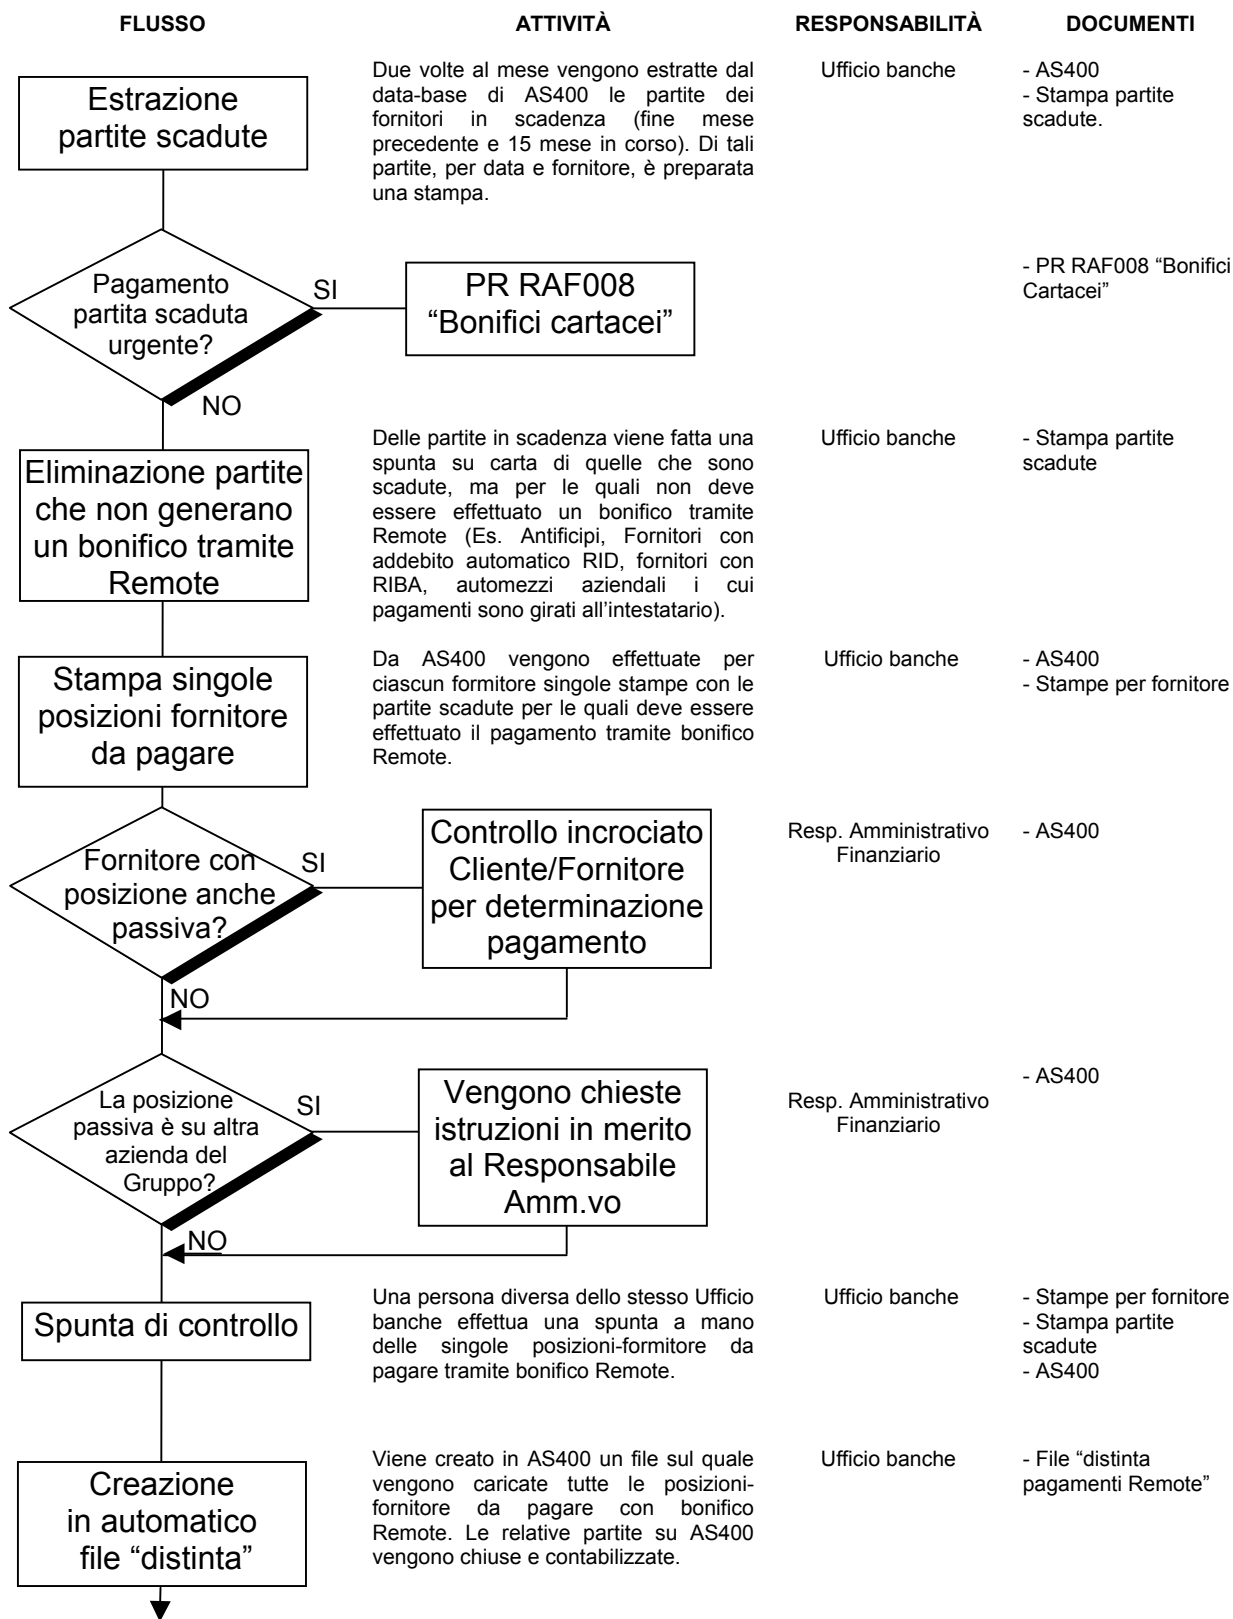 FLUSSO ATTIVITÀ RESPONSABILITÀ DOCUMENTI
Estrazione
partite scadute
Due volte al mese vengono estratte dal
data-base di AS400 le partite dei
fornitori in scadenza (fine mese
precedente e 15 mese in corso). Di tali
partite, per data e fornitore, è preparata
una stampa.
Ufficio banche
- AS400
- Stampa partite
scadute.
Pagamento
partita scaduta
urgente?
SI
NO
PR RAF008
“Bonifici cartacei”
- PR RAF008 “Bonifici
Cartacei”
Eliminazione partite
che non generano
un bonifico tramite
Remote
Delle partite in scadenza viene fatta una
spunta su carta di quelle che sono
scadute, ma per le quali non deve
essere effettuato un bonifico tramite
Remote (Es. Antificipi, Fornitori con
addebito automatico RID, fornitori con
RIBA, automezzi aziendali i cui
pagamenti sono girati all’intestatario).
Ufficio banche
- Stampa partite
scadute
Stampa singole
posizioni fornitore
da pagare
Da AS400 vengono effettuate per
ciascun formitore singole stampe con le
partite scadute per le quali deve essere
effettuato il pagamento tramite bonifico
Remote.
Ufficio banche
- AS400
- Stampe per fornitore
Fornitore con
posizione anche
passiva?
SI
NO
Controllo incrociato
Cliente/Fornitore
per determinazione
pagamento
Resp. Amministrativo
Finanziario
- AS400
La posizione
passiva è su altra
azienda del
Gruppo?
SI
NO
Vengono chieste
istruzioni in merito
al Responsabile
Amm.vo
Resp. Amministrativo
Finanziario
- AS400
Spunta di controllo
Una persona diversa dello stesso Ufficio
banche effettua una spunta a mano
delle singole posizioni-formitore da
pagare tramite bonifico Remote.
Ufficio banche
- Stampe per fornitore
- Stampa partite
scadute
- AS400
Creazione
in automatico
file “distinta”
Viene creato in AS400 un file sul quale
vengono caricate tutte le posizioni-
fornitore da pagare con bonifico
Remote. Le relative partite su AS400
vengono chiuse e contabilizzate.
Ufficio banche
- File “distinta
pagamenti Remote”